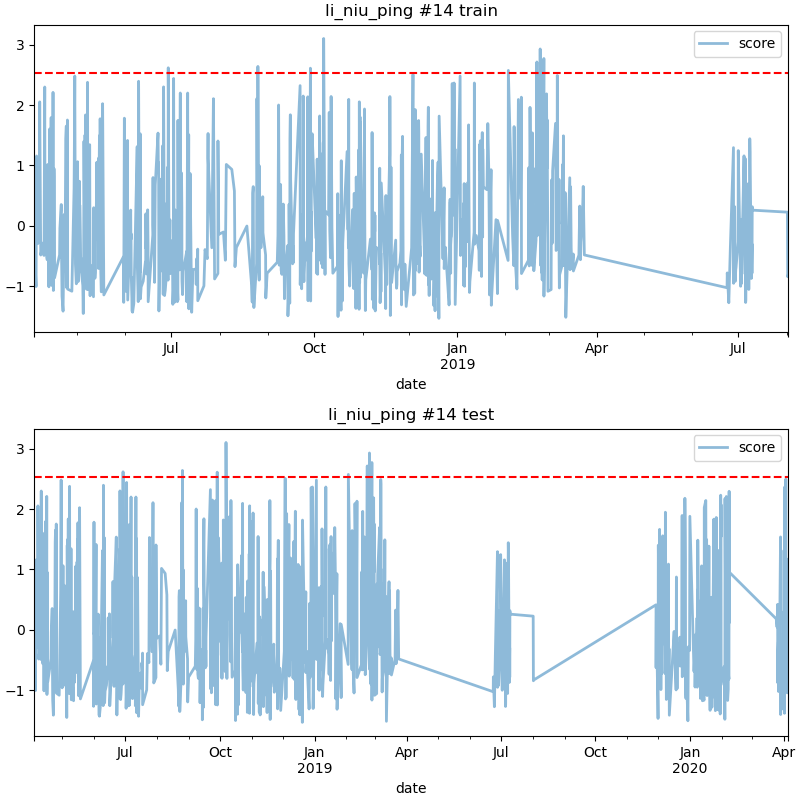 li_niu_ping #14 train
score
3
2
1
0
−1
Jul Oct Jan Apr Jul
2019
date
li_niu_ping #14 test
score
3
2
1
0
−1
Jul Oct Jan Apr Jul Oct Jan Apr
2019 2020
date